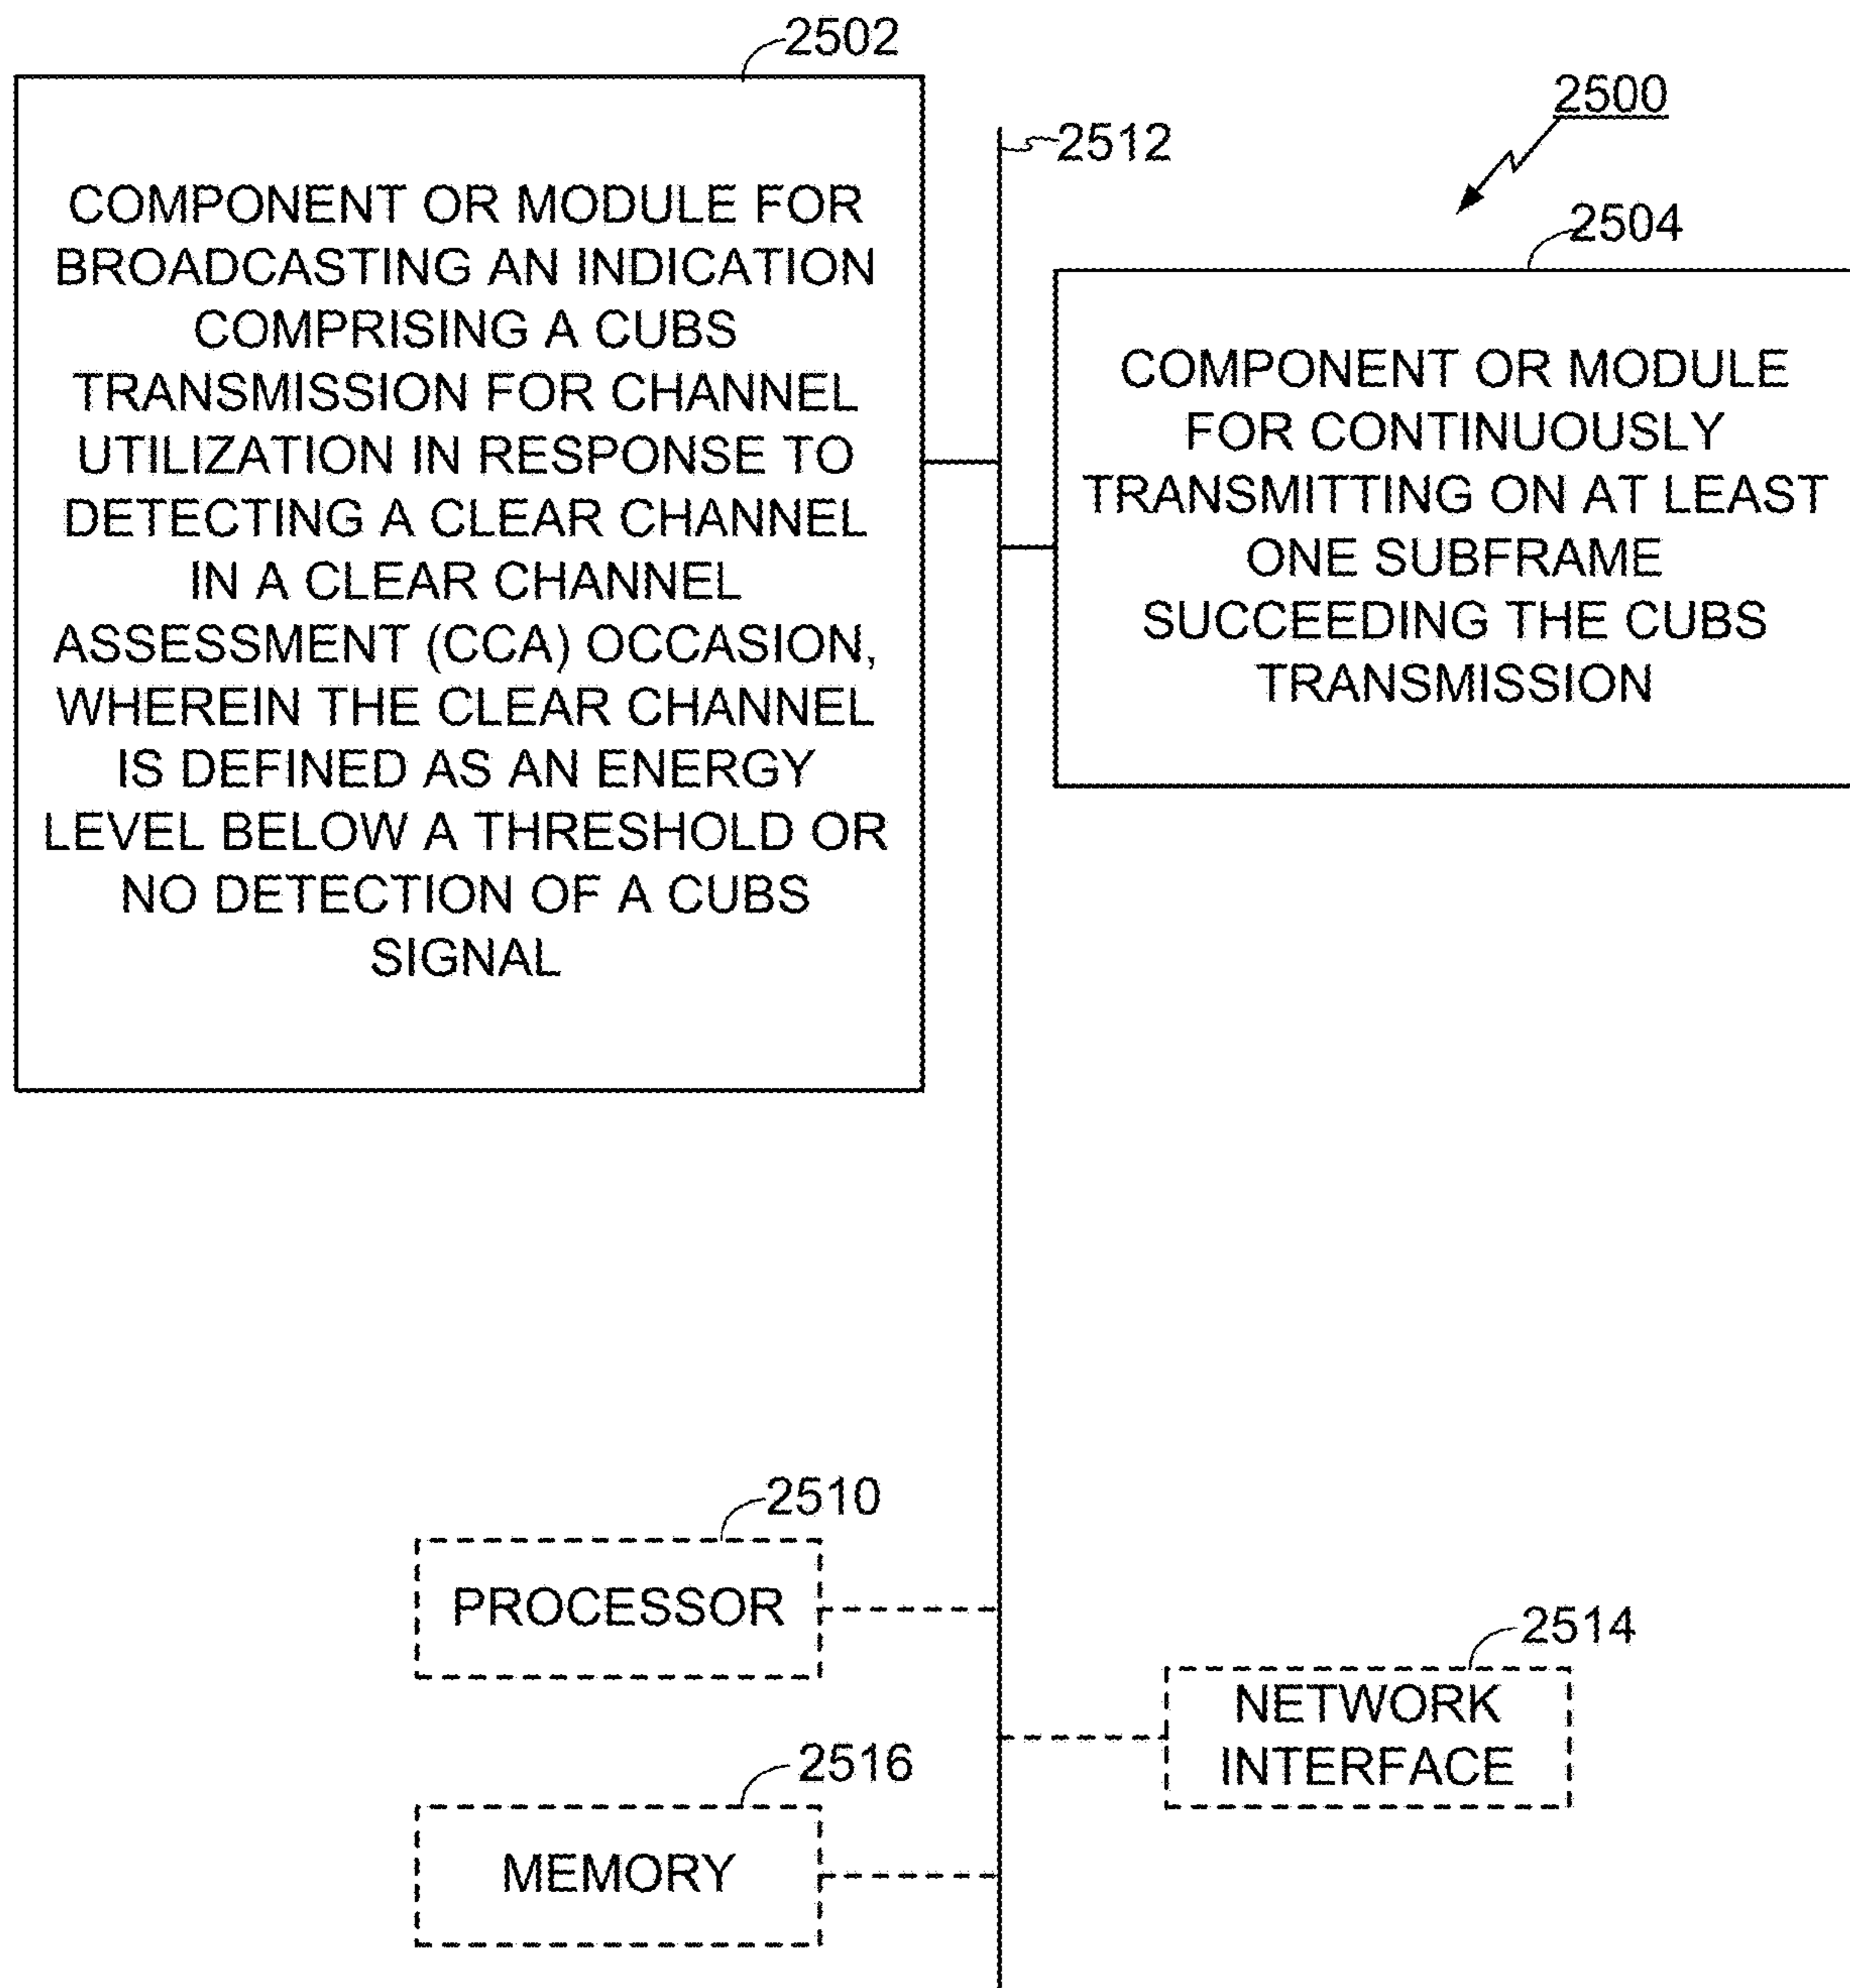 2502
2500
2512
2504
COMPONENT OR MODULE FOR
BROADCASTING AN INDICATION
COMPRISING A CUBS
TRANSMISSION FOR CHANNEL
UTILIZATION IN RESPONSE TO
DETECTING A CLEAR CHANNEL
IN A CLEAR CHANNEL
ASSESSMENT (CCA) OCCASION,
WHEREIN THE CLEAR CHANNEL
IS DEFINED AS AN ENERGY
LEVEL BELOW A THRESHOLD OR
NO DETECTION OF A CUBS
SIGNAL
COMPONENT OR MODULE
FOR CONTINUOUSLY
TRANSMITTING ON AT LEAST
ONE SUBFRAME
SUCCEEDING THE CUBS
TRANSMISSION
2510
PROCESSOR
2514
NETWORK
INTERFACE
2516
MEMORY